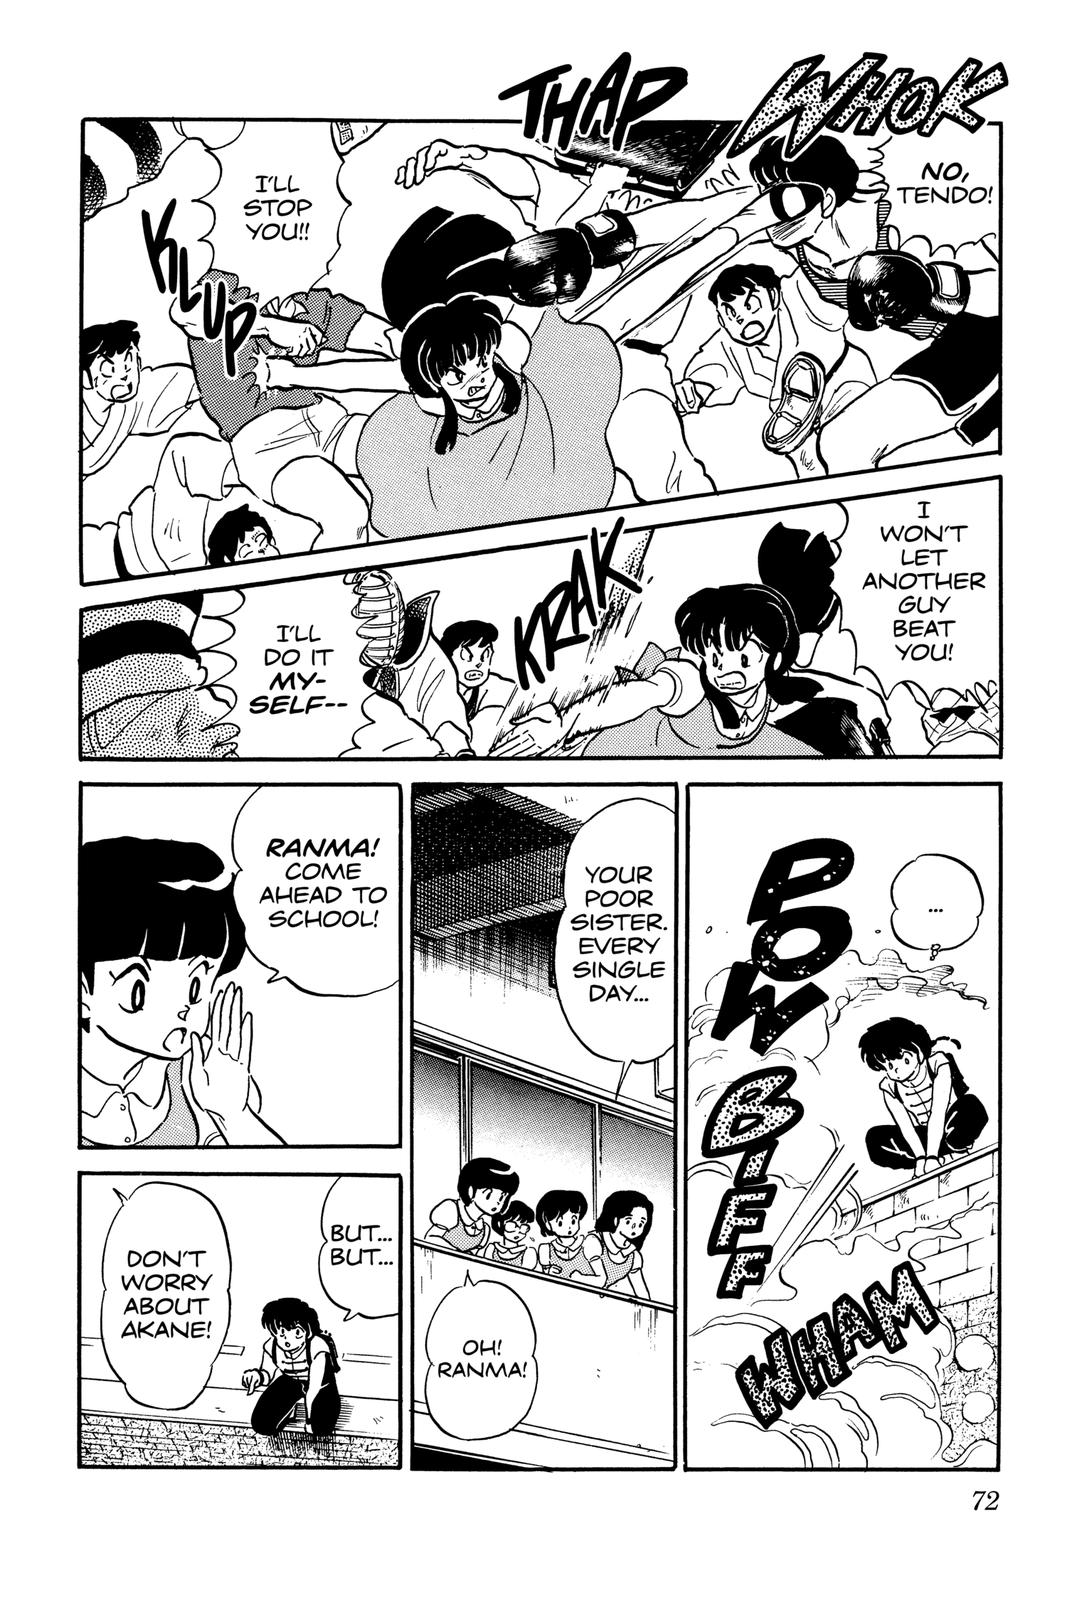 THAP
WHOK
NO,
TENDO!
I'LL
STOP
YOU!!
KLUP
I
WON'T
LET
ANOTHER
GUY
BEAT
YOU!
KRAK
I'LL
DO IT
MY-
SELF--
...
POW
BIFF
WHAM
YOUR
POOR
SISTER.
EVERY
SINGLE
DAY...
OH!
RANMA!
RANMA!
COME
AHEAD TO
SCHOOL!
BUT...
BUT...
DON'T
WORRY
ABOUT
AKANE!
72